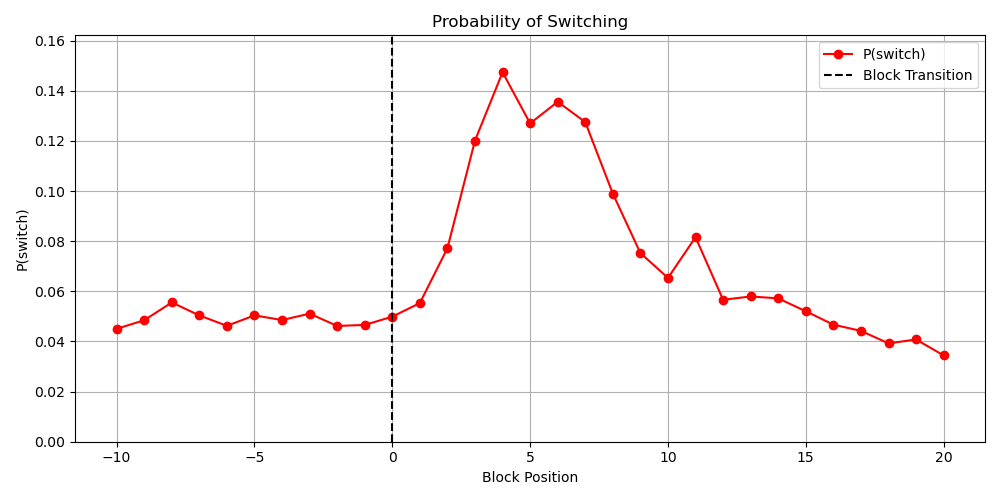 Probability of Switching
0.16
0.14
0.12
0.10
0.08
0.06
0.04
0.02
0.00
P(switch)
P(switch)
Block Transition
−10 −5 0 5 10 15 20
Block Position